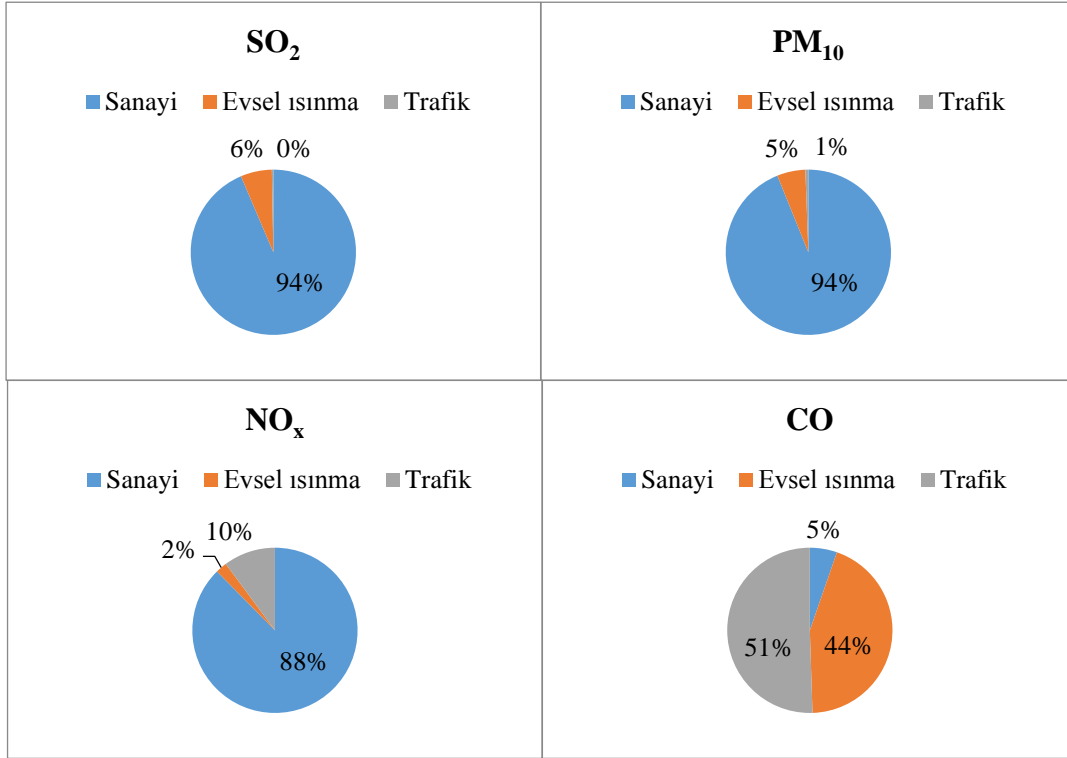 SO₂
Sanayi Evsel ısınma Trafik
6% 0%
94%
PM₁₀
Sanayi Evsel ısınma Trafik
5% 1%
94%
NOₓ
Sanayi Evsel ısınma Trafik
10%
2%
88%
CO
Sanayi Evsel ısınma Trafik
5%
51% 44%